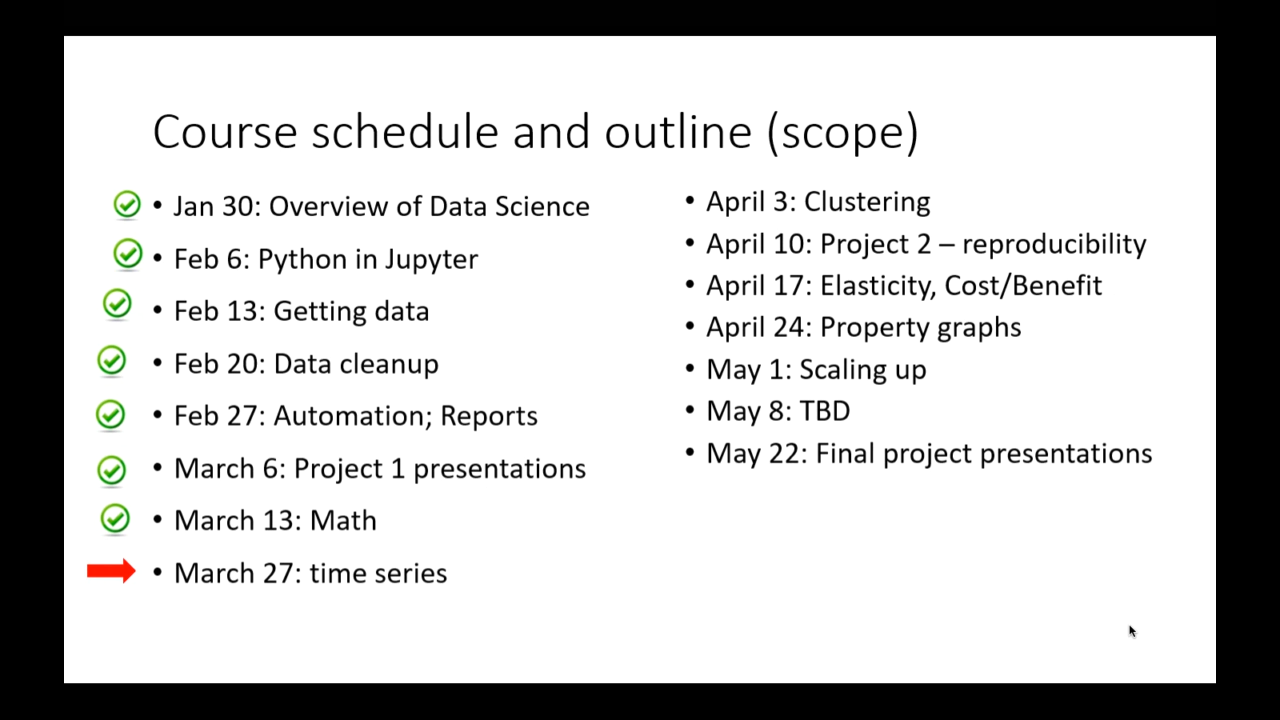 Course schedule and outline (scope)
• Jan 30: Overview of Data Science
• Feb 6: Python in Jupyter
• Feb 13: Getting data
• Feb 20: Data cleanup
• Feb 27: Automation; Reports
• March 6: Project 1 presentations
• March 13: Math
• March 27: time series
• April 3: Clustering
• April 10: Project 2 – reproducibility
• April 17: Elasticity, Cost/Benefit
• April 24: Property graphs
• May 1: Scaling up
• May 8: TBD
• May 22: Final project presentations